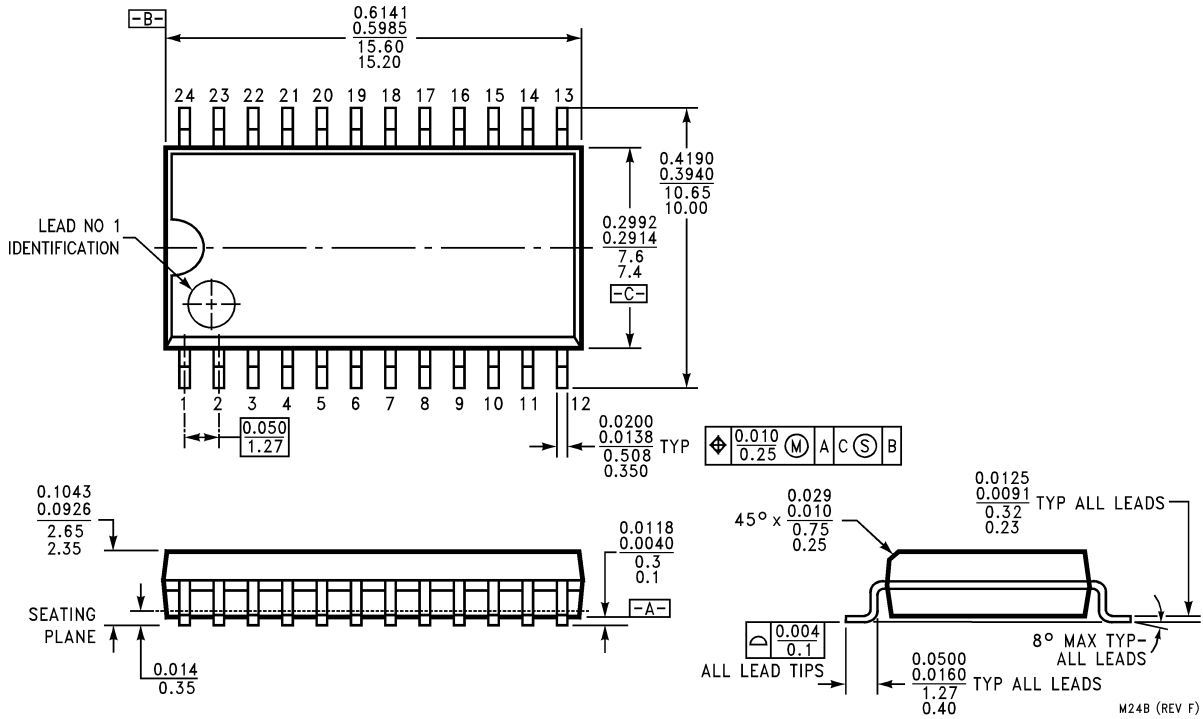 -B-
0.6141
0.5985
15.60
15.20
24 23 22 21 20 19 18 17 16 15 14 13
0.4190
0.3940
10.65
10.00
LEAD NO 1
IDENTIFICATION
0.2992
0.2914
7.6
7.4
-C-
1 2 3 4 5 6 7 8 9 10 11 12
0.050
1.27
0.0200
0.0138
0.508
0.350
TYP
⌖ 0.010 Ⓜ A C Ⓢ B
0.25
0.1043
0.0926
2.65
2.35
SEATING
PLANE
0.014
0.35
0.0118
0.0040
0.3
0.1
-A-
45° x
0.029
0.010
0.75
0.25
0.0125
0.0091
0.32
0.23
TYP ALL LEADS
0.004
0.1
ALL LEAD TIPS
8° MAX TYP-
ALL LEADS
0.0500
0.0160
1.27
0.40
TYP ALL LEADS
M24B (REV F)